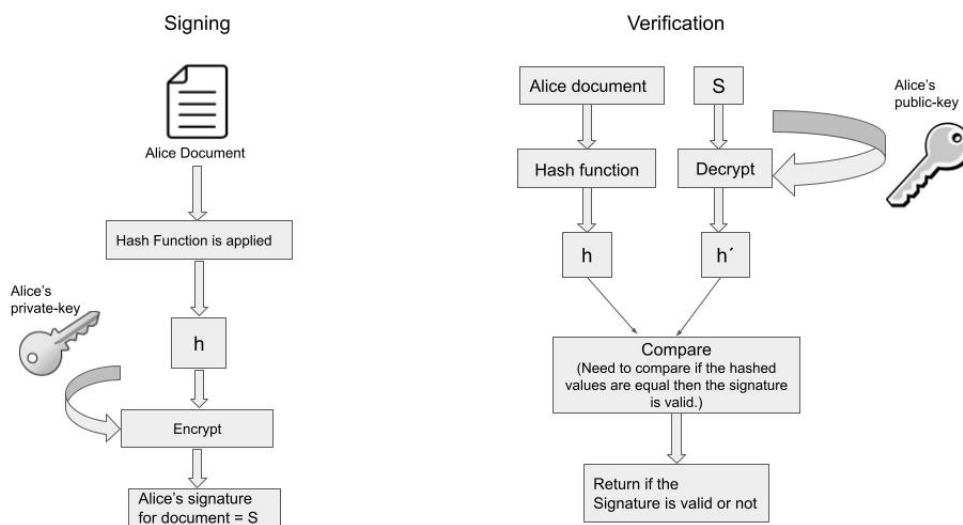 Signing
Alice Document
Hash Function is applied
Alice's
private-key
h
Encrypt
Alice's signature
for document = S
Verification
Alice document
S
Alice's
public-key
Hash function
Decrypt
h
h´
Compare
(Need to compare if the hashed
values are equal then the signature
is valid.)
Return if the
Signature is valid or not